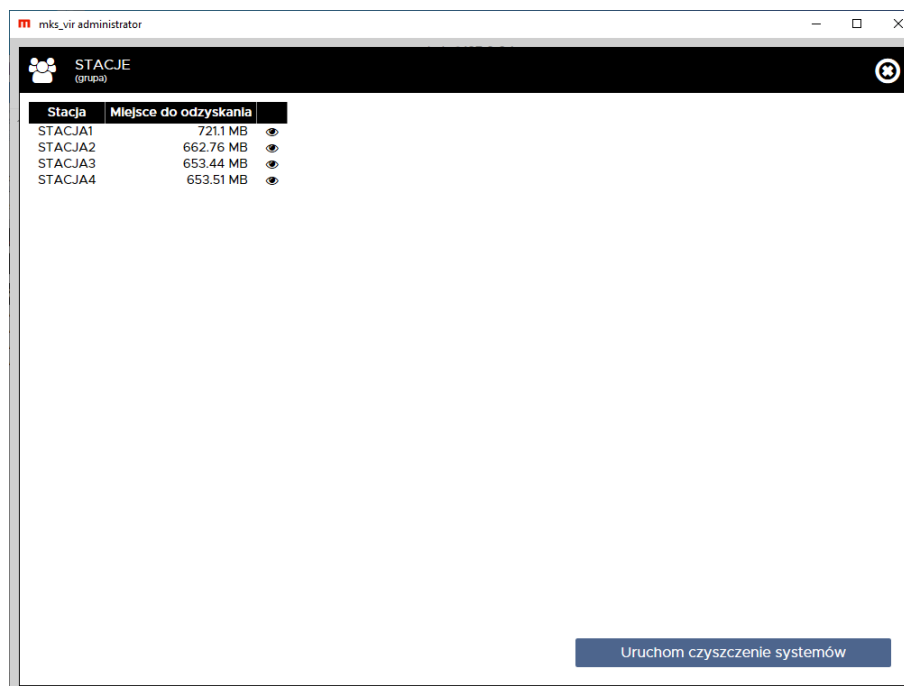 m mks_vir administrator
STACJE
(grupa)
Stacja Miejsce do odzyskania
STACJA1 721.1 MB
STACJA2 662.76 MB
STACJA3 653.44 MB
STACJA4 653.51 MB
Uruchom czyszczenie systemów